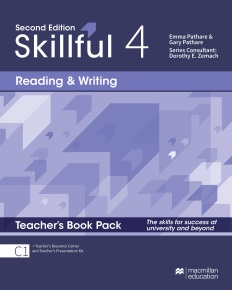 Second Edition
Skillful 4
Emma Pathare &
Gary Pathare
Series Consultant:
Dorothy E. Zemach
Reading & Writing
Teacher's Book Pack
The skills for success at
university and beyond
C1
+ Teacher's Resource Center
and Teacher's Presentation Kit
macmillan
education